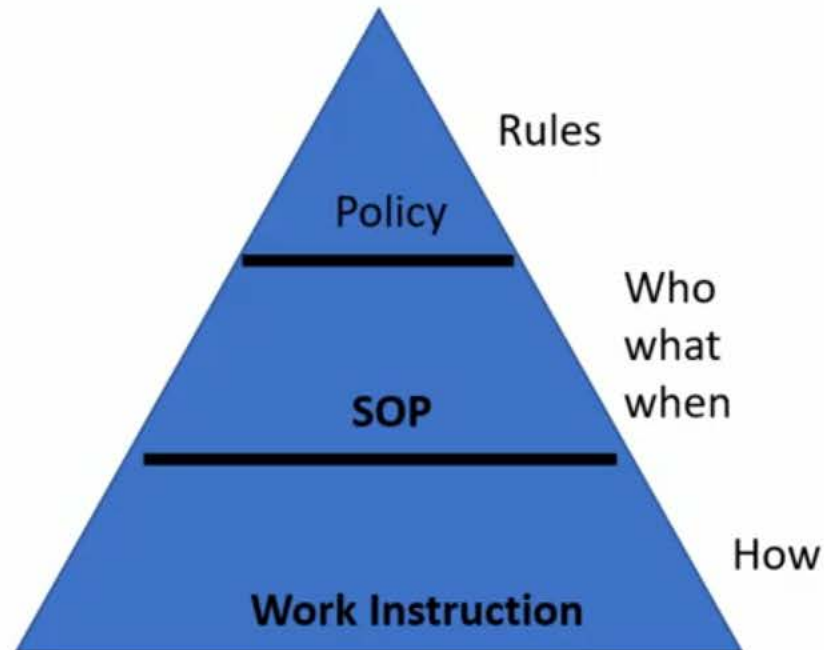 Rules
Policy
Who
what
when
SOP
How
Work Instruction